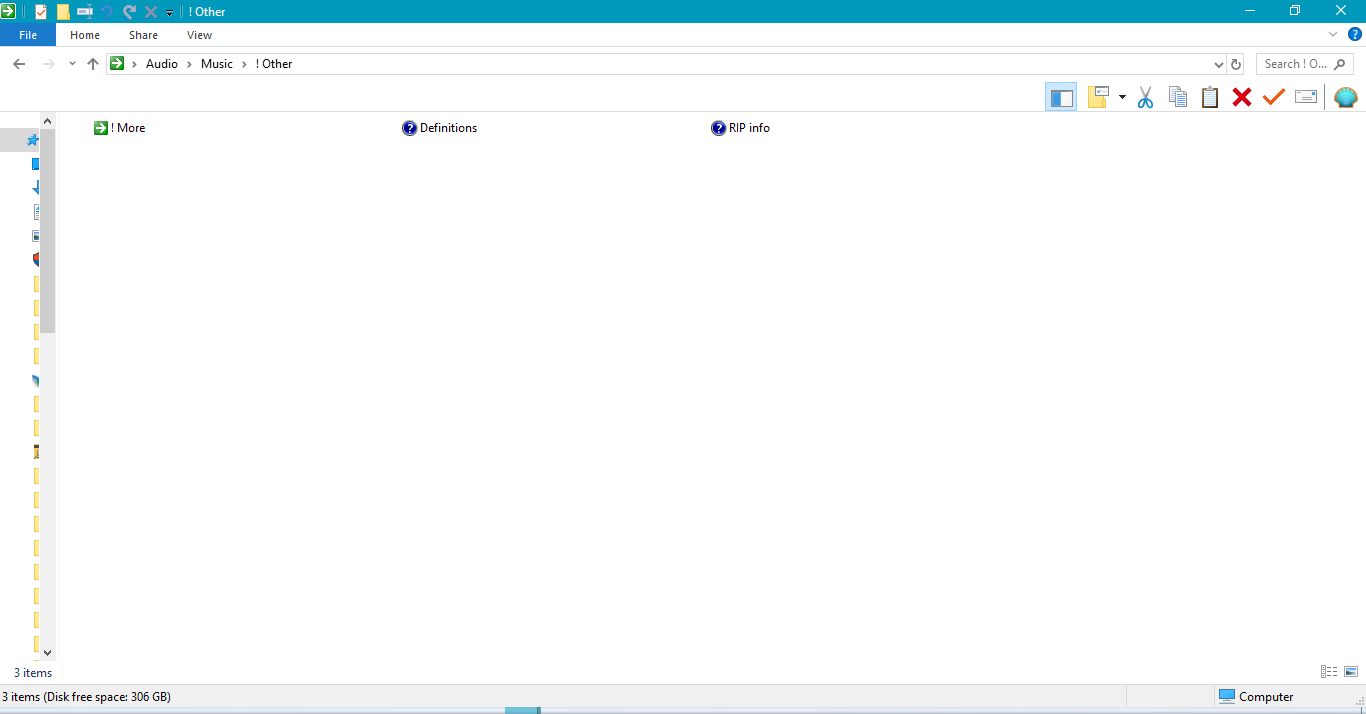 ! Other
File Home Share View
Audio Music ! Other
Search ! O...
! More Definitions RIP info
3 items
3 items (Disk free space: 306 GB) Computer